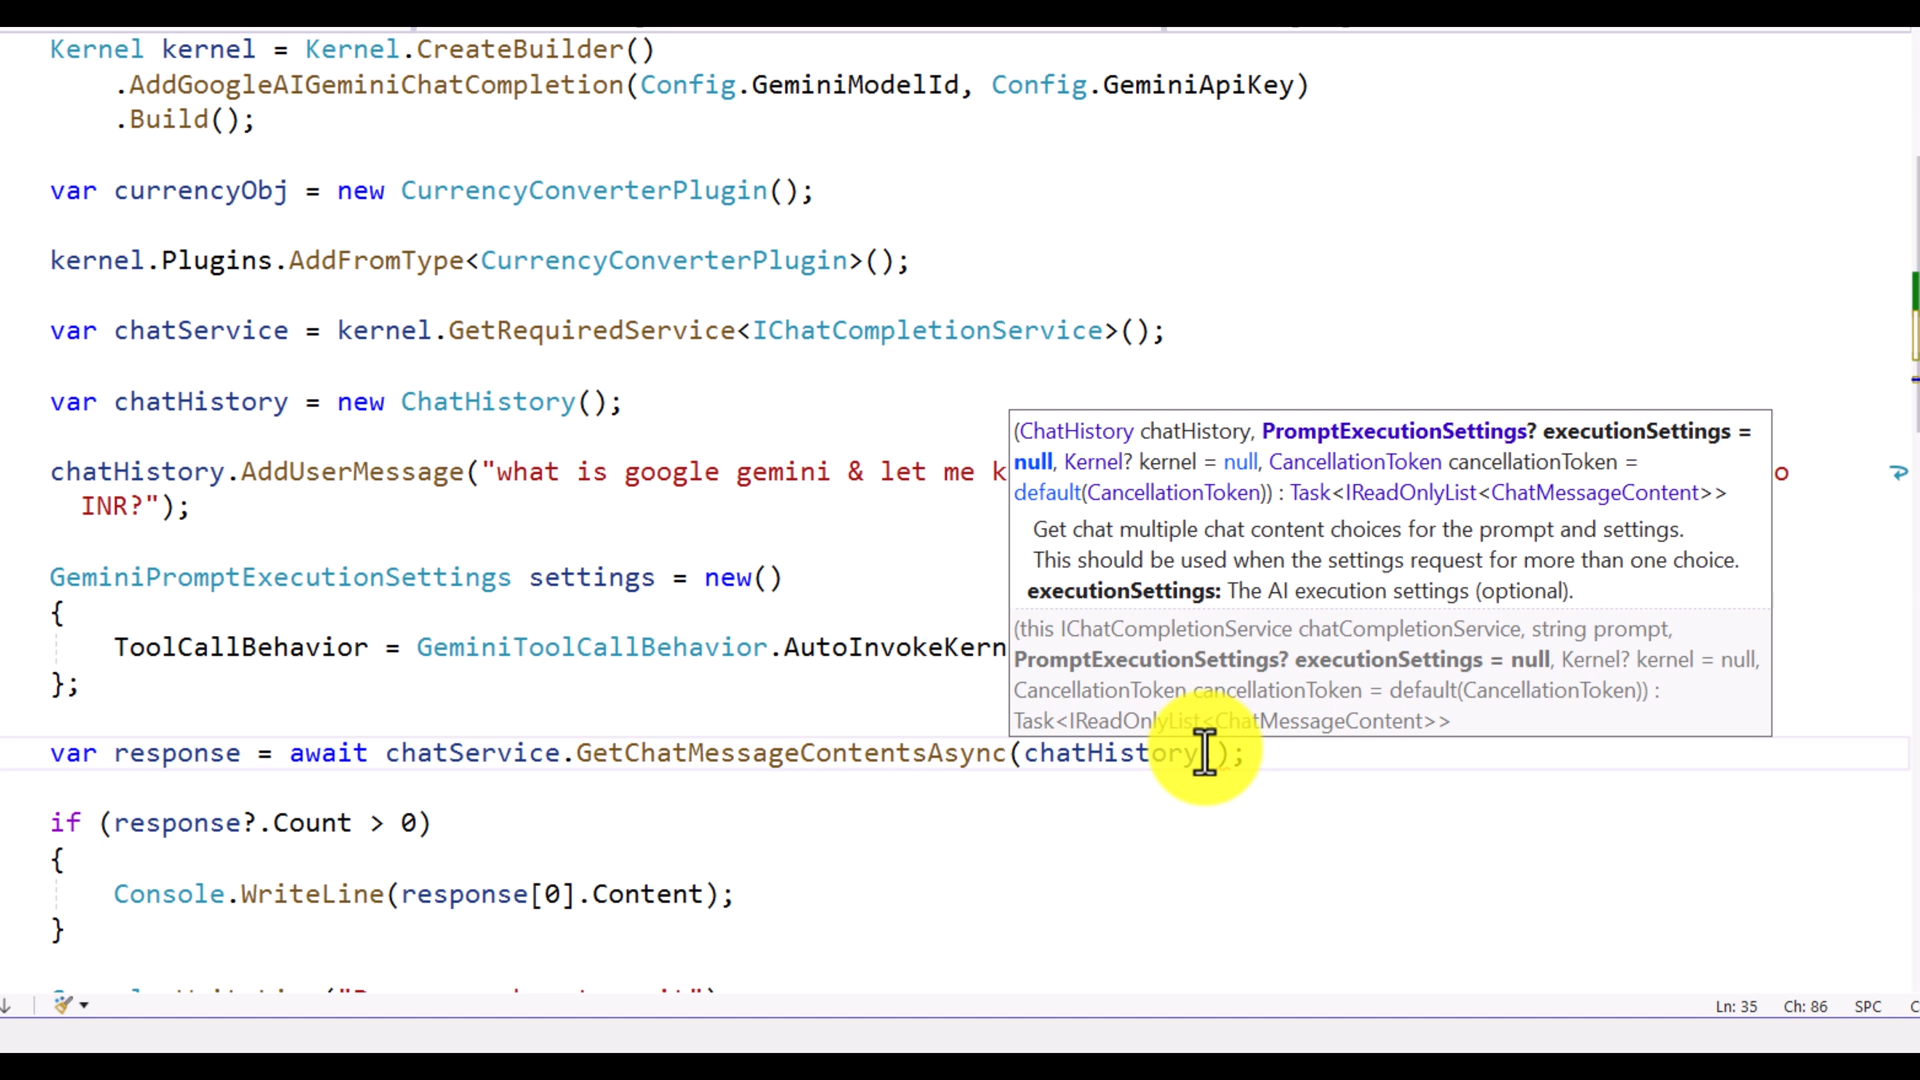 Kernel kernel = Kernel.CreateBuilder()
.AddGoogleAIGeminiChatCompletion(Config.GeminiModelId, Config.GeminiApiKey)
.Build();
var currencyObj = new CurrencyConverterPlugin();
kernel.Plugins.AddFromType<CurrencyConverterPlugin>();
var chatService = kernel.GetRequiredService<IChatCompletionService>();
var chatHistory = new ChatHistory();
chatHistory.AddUserMessage("what is google gemini & let me k
o
INR?");
GeminiPromptExecutionSettings settings = new()
{
ToolCallBehavior = GeminiToolCallBehavior.AutoInvokeKern
};
(ChatHistory chatHistory, PromptExecutionSettings? executionSettings =
null, Kernel? kernel = null, CancellationToken cancellationToken =
default(CancellationToken)) : Task<IReadOnlyList<ChatMessageContent>>
Get chat multiple chat content choices for the prompt and settings.
This should be used when the settings request for more than one choice.
executionSettings: The AI execution settings (optional).
(this IChatCompletionService chatCompletionService, string prompt,
PromptExecutionSettings? executionSettings = null, Kernel? kernel = null,
CancellationToken cancellationToken = default(CancellationToken)) :
Task<IReadOnlyList<ChatMessageContent>>
var response = await chatService.GetChatMessageContentsAsync(chatHistory,);
if (response?.Count > 0)
{
Console.WriteLine(response[0].Content);
}
Ln: 35 Ch: 86 SPC